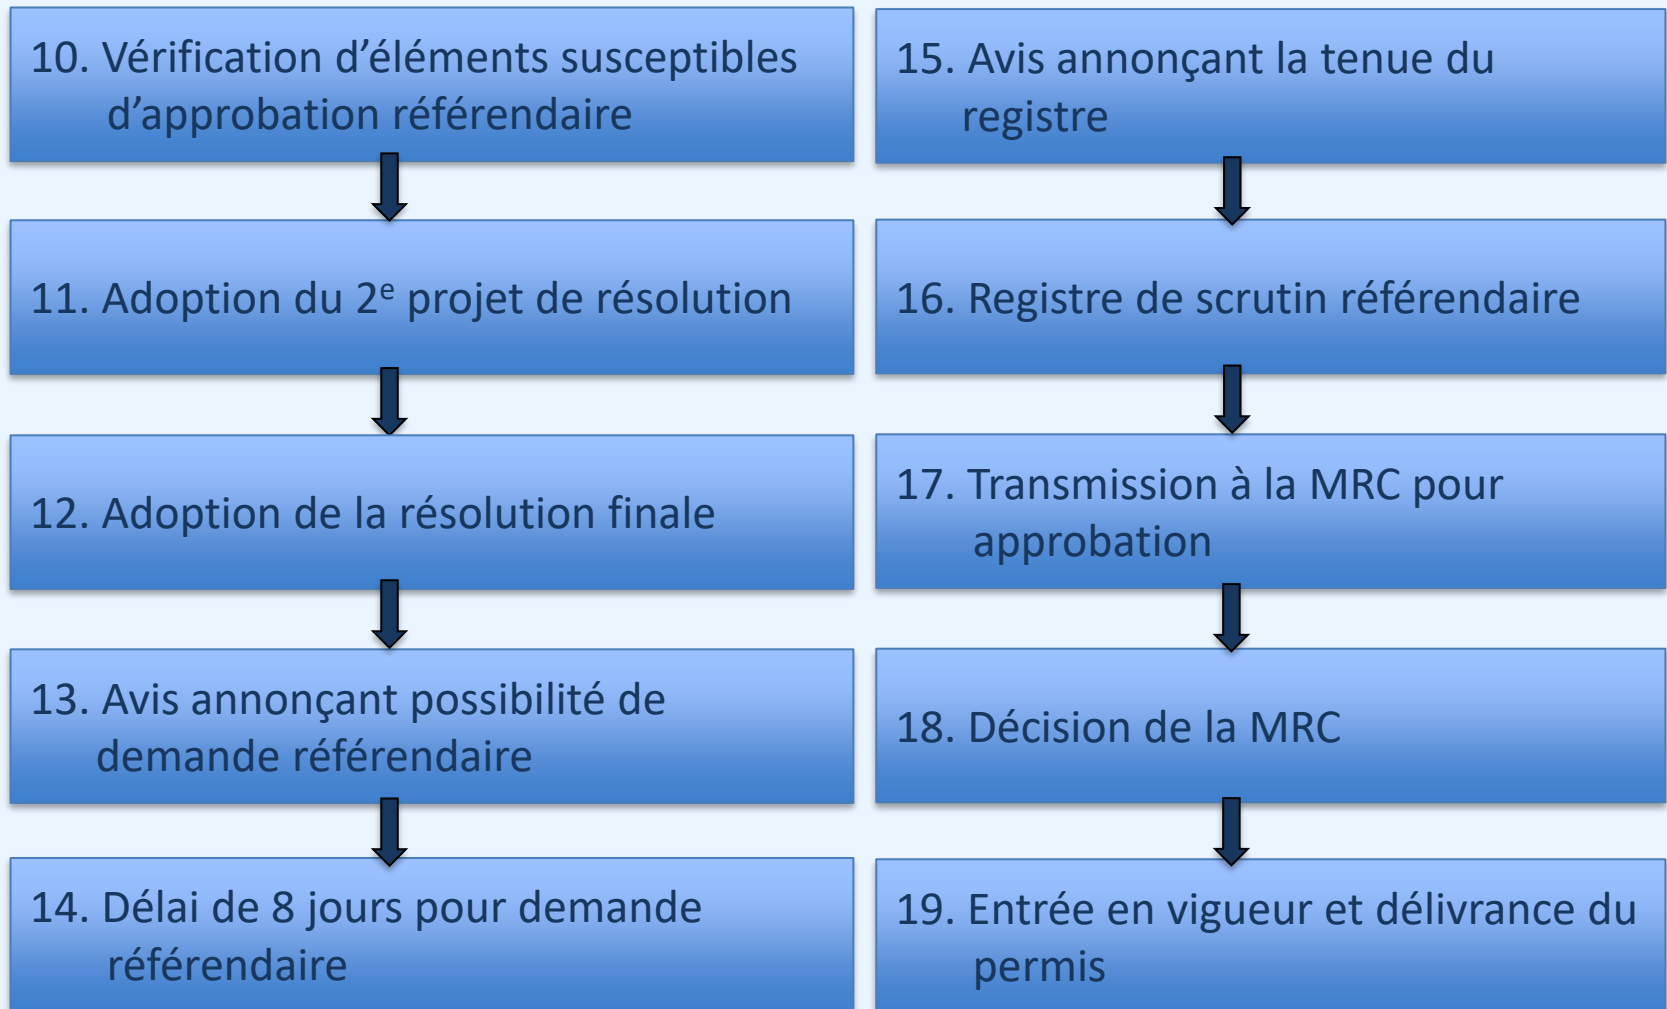 10. Vérification d’éléments susceptibles
d’approbation référendaire
11. Adoption du 2e projet de résolution
12. Adoption de la résolution finale
13. Avis annonçant possibilité de
demande référendaire
14. Délai de 8 jours pour demande
référendaire
15. Avis annonçant la tenue du
registre
16. Registre de scrutin référendaire
17. Transmission à la MRC pour
approbation
18. Décision de la MRC
19. Entrée en vigueur et délivrance du
permis